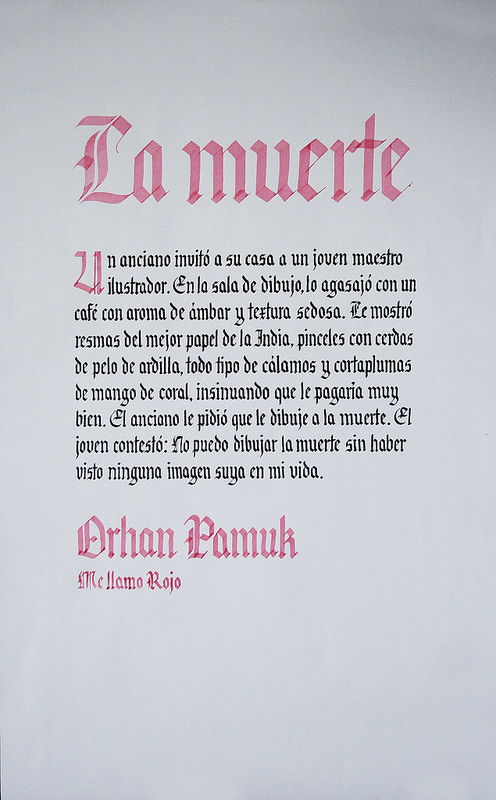 La muerte
Un anciano invitó a su casa a un joven maestro
ilustrador. En la sala de dibujo, lo agasajó con un
café con aroma de ámbar y textura sedosa. Le mostró
resmas del mejor papel de la India, pinceles con cerdas
de pelo de ardilla, todo tipo de cálamos y cortaplumas
de mango de coral, insinuando que le pagaría muy
bien. El anciano le pidió que le dibuje a la muerte. El
joven contestó: No puedo dibujar la muerte sin haber
visto ninguna imagen suya en mi vida.
Orhan Pamuk
Me llamo Rojo